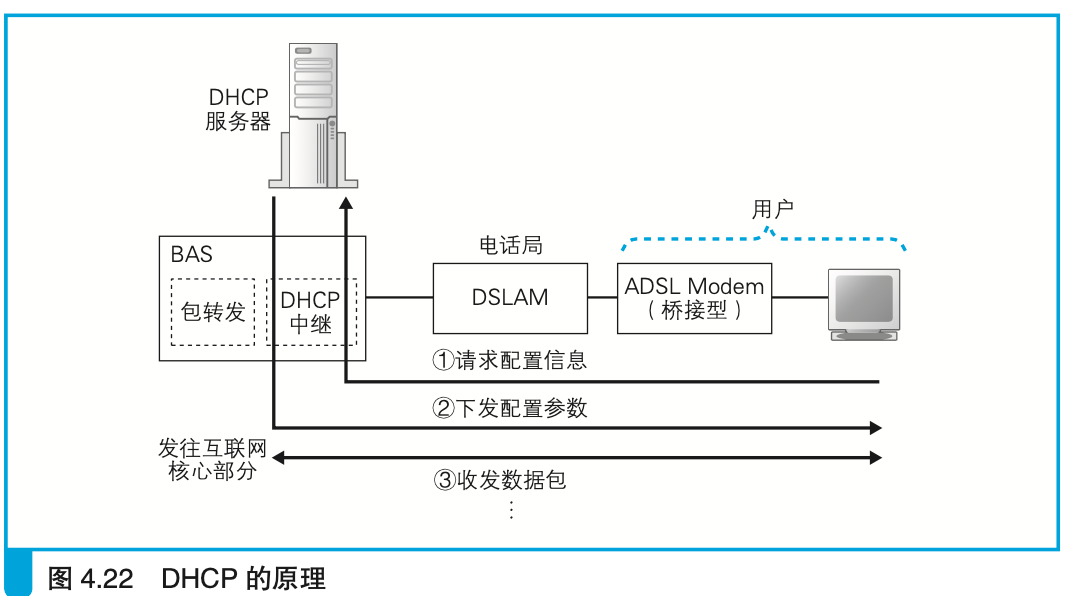 DHCP
服务器
用户
电话局
BAS
包转发
DHCP
中继
DSLAM
ADSL Modem
（桥接型）
①请求配置信息
②下发配置参数
发往互联网
核心部分
③收发数据包
⋮
图 4.22 DHCP 的原理